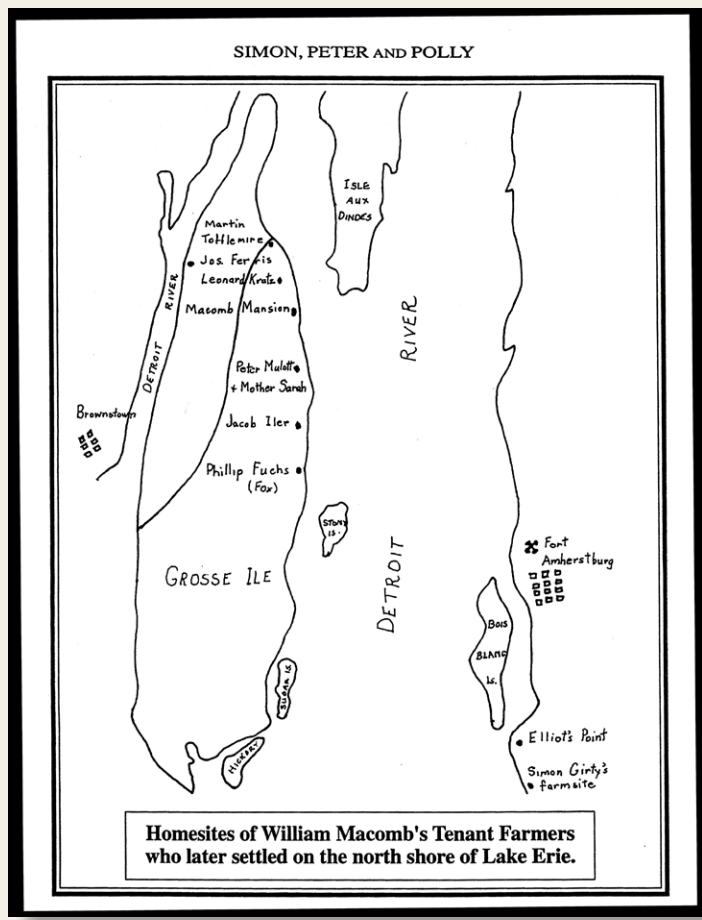 SIMON, PETER AND POLLY
ISLE
AUX
DINDES
Martin
Tofflemire
Jos. Ferris
Leonard Kratz
Macomb Mansion
DETROIT RIVER
RIVER
Peter Mulott
+ Mother Sarah
Brownstown
Jacob Iler
Phillip Fuchs
(Fox)
STONY
IS.
DETROIT
Fort
Amherstburg
GROSSE ILE
BOIS
BLANC
IS.
SUGAR IS.
HICKORY
Elliot's Point
Simon Girty's
farmsite
Homesites of William Macomb's Tenant Farmers
who later settled on the north shore of Lake Erie.